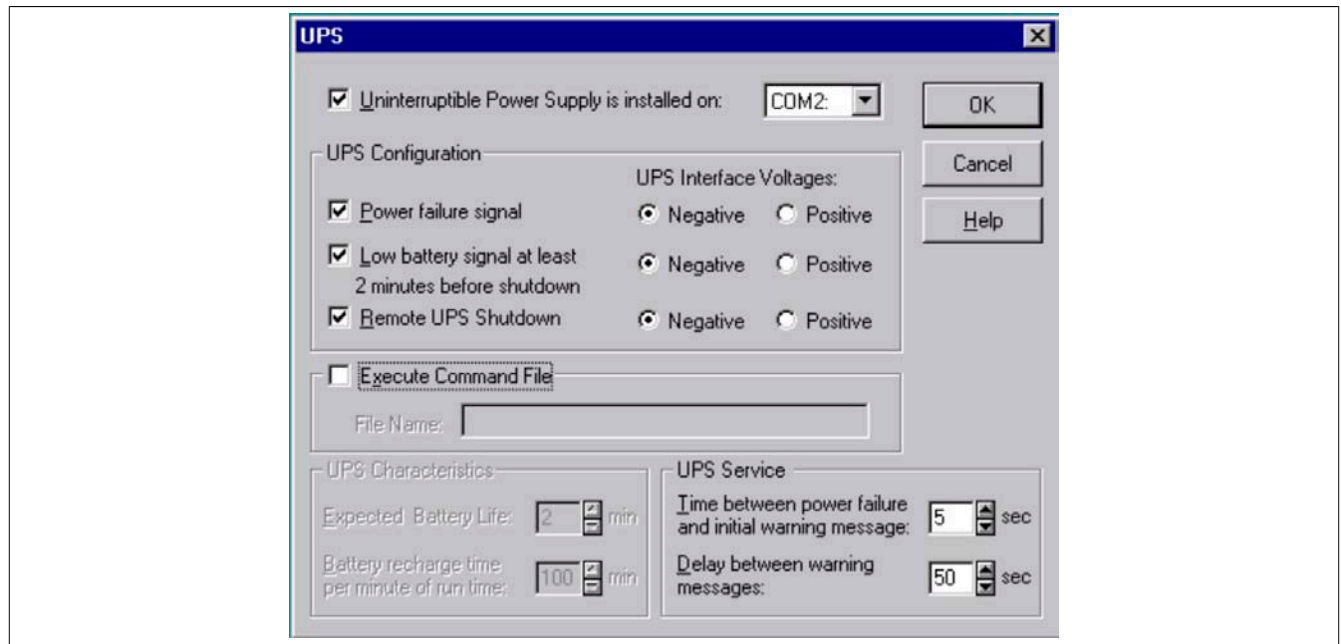 UPS
Uninterruptible Power Supply is installed on: COM2:
OK
UPS Configuration
Cancel
UPS Interface Voltages:
Power failure signal Negative Positive
Help
Low battery signal at least
2 minutes before shutdown
Negative Positive
Remote UPS Shutdown Negative Positive
Execute Command File
File Name:
UPS Characteristics
Expected Battery Life: 2 min
Battery recharge time
per minute of run time: 100 min
UPS Service
Time between power failure
and initial warning message: 5 sec
Delay between warning
messages: 50 sec